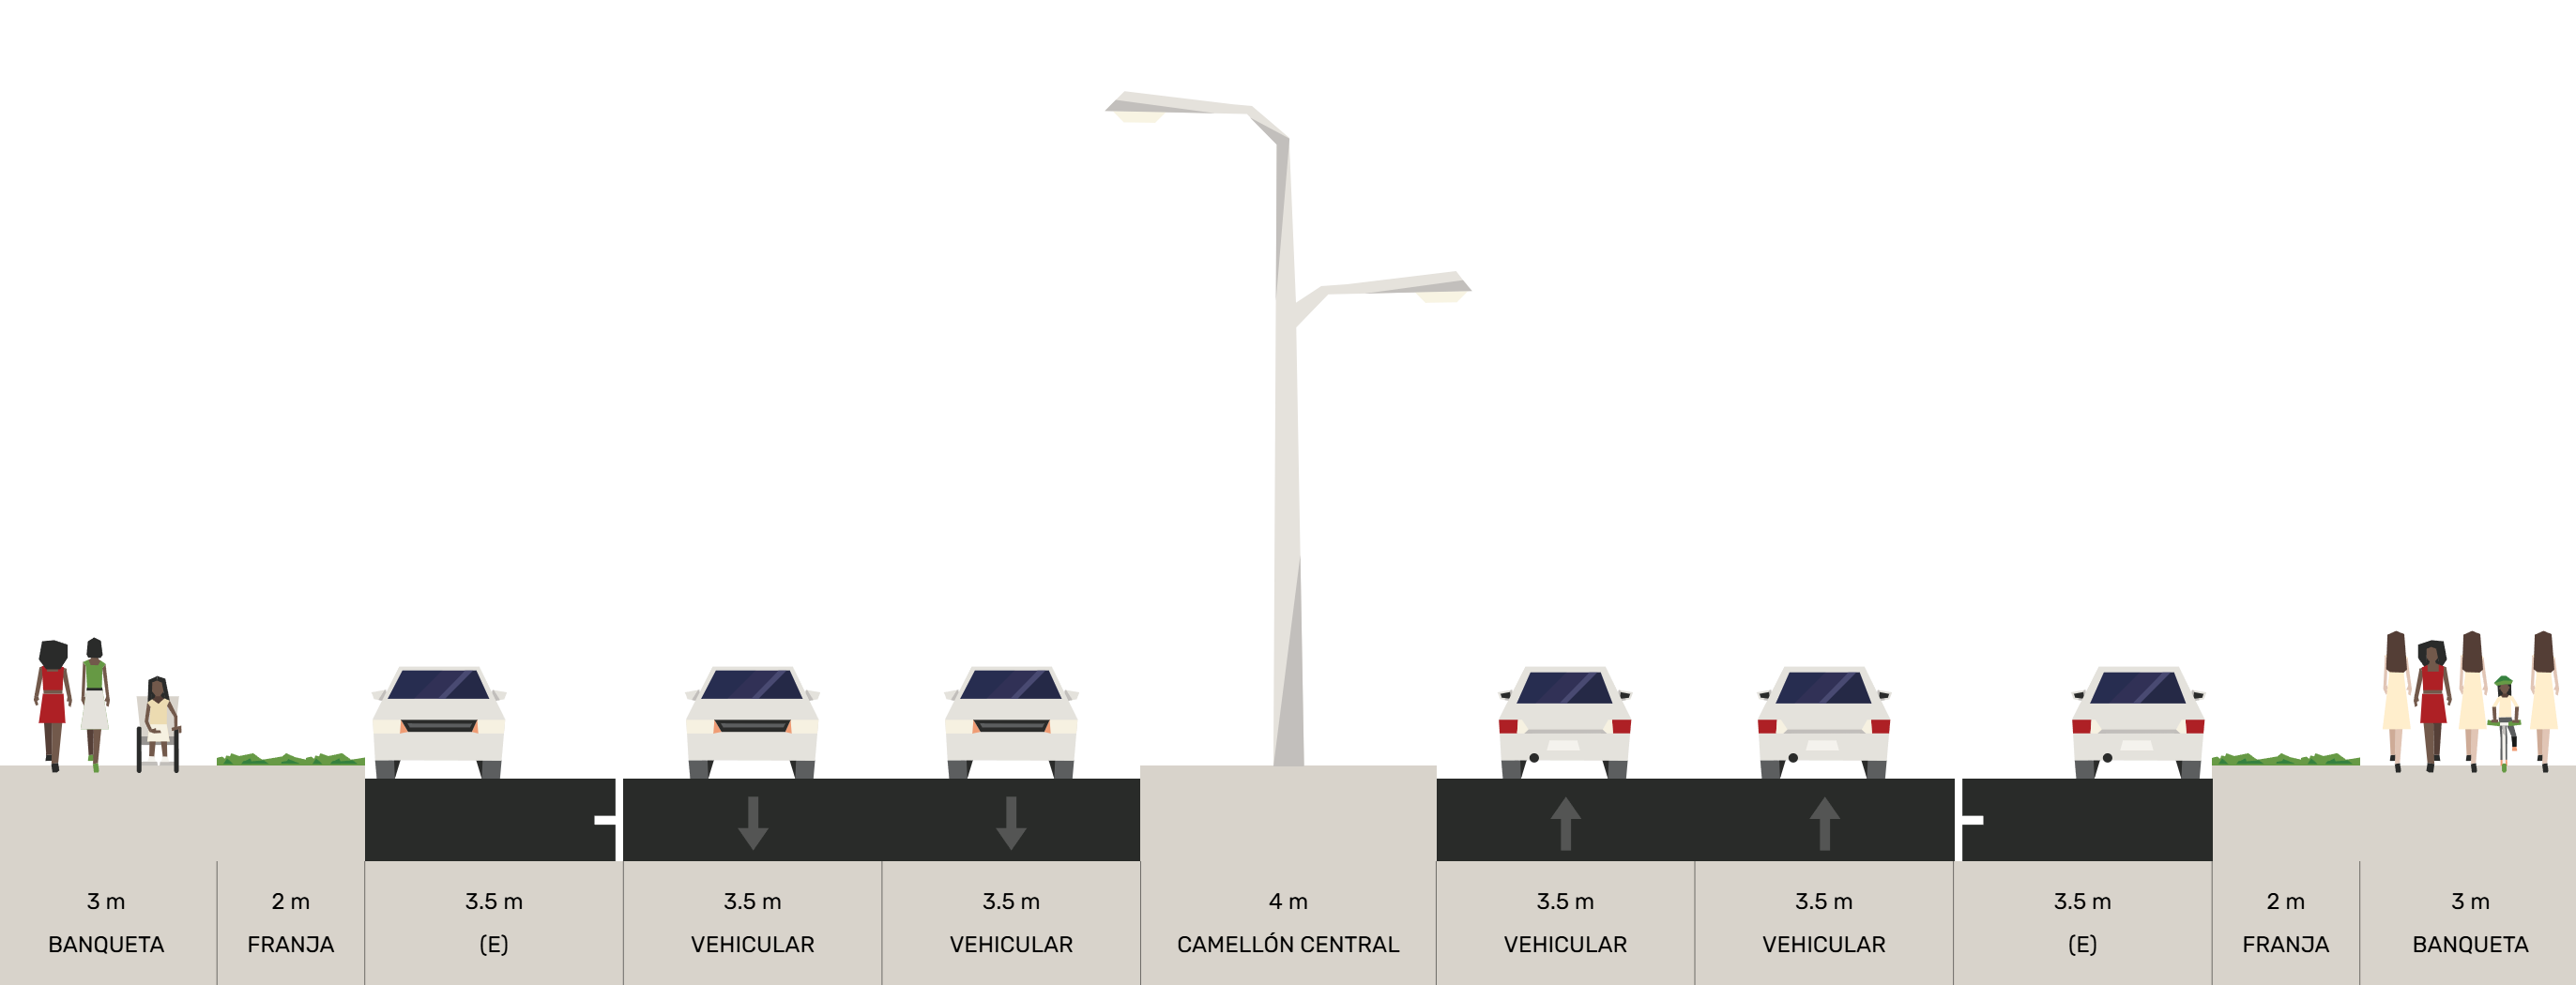 3 m
BANQUETA
2 m
FRANJA
3.5 m
(E)
3.5 m
VEHICULAR
3.5 m
VEHICULAR
4 m
CAMELLÓN CENTRAL
3.5 m
VEHICULAR
3.5 m
VEHICULAR
3.5 m
(E)
2 m
FRANJA
3 m
BANQUETA